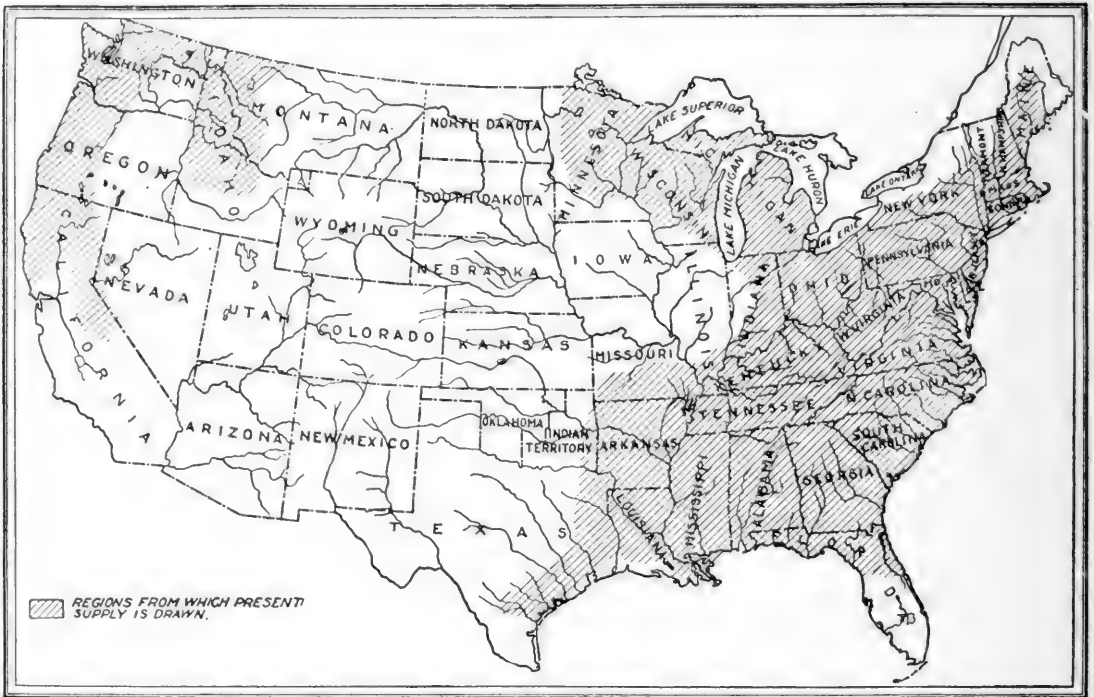 WASHINGTON
MONTANA
NORTH DAKOTA
MINNESOTA
LAKE SUPERIOR
MICHIGAN
LAKE HURON
MAINE
VERMONT
N. HAMPSHIRE
OREGON
IDAHO
WYOMING
SOUTH DAKOTA
WISCONSIN
LAKE MICHIGAN
LAKE ONTARIO
NEW YORK
MASS
LAKE ERIE
CALIFORNIA
NEVADA
UTAH
COLORADO
NEBRASKA
KANSAS
IOWA
ILLINOIS
INDIANA
OHIO
PENNSYLVANIA
W. VIRGINIA
VIRGINIA
MISSOURI
KENTUCKY
ARIZONA
NEW MEXICO
OKLAHOMA
INDIAN
TERRITORY
ARKANSAS
TENNESSEE
N. CAROLINA
SOUTH
CAROLINA
TEXAS
LOUISIANA
MISSISSIPPI
ALABAMA
GEORGIA
FLORIDA
REGIONS FROM WHICH PRESENT
SUPPLY IS DRAWN.